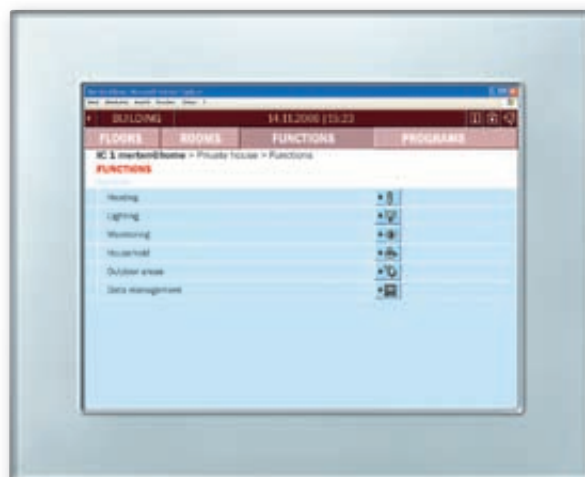 BUILDING 14.11.2006 | 15:23
FLOORS ROOMS FUNCTIONS PROGRAMS
IC 1 merten@home > Private house > Functions
FUNCTIONS
Heating
Lighting
Monitoring
Household
Outdoor areas
Data management